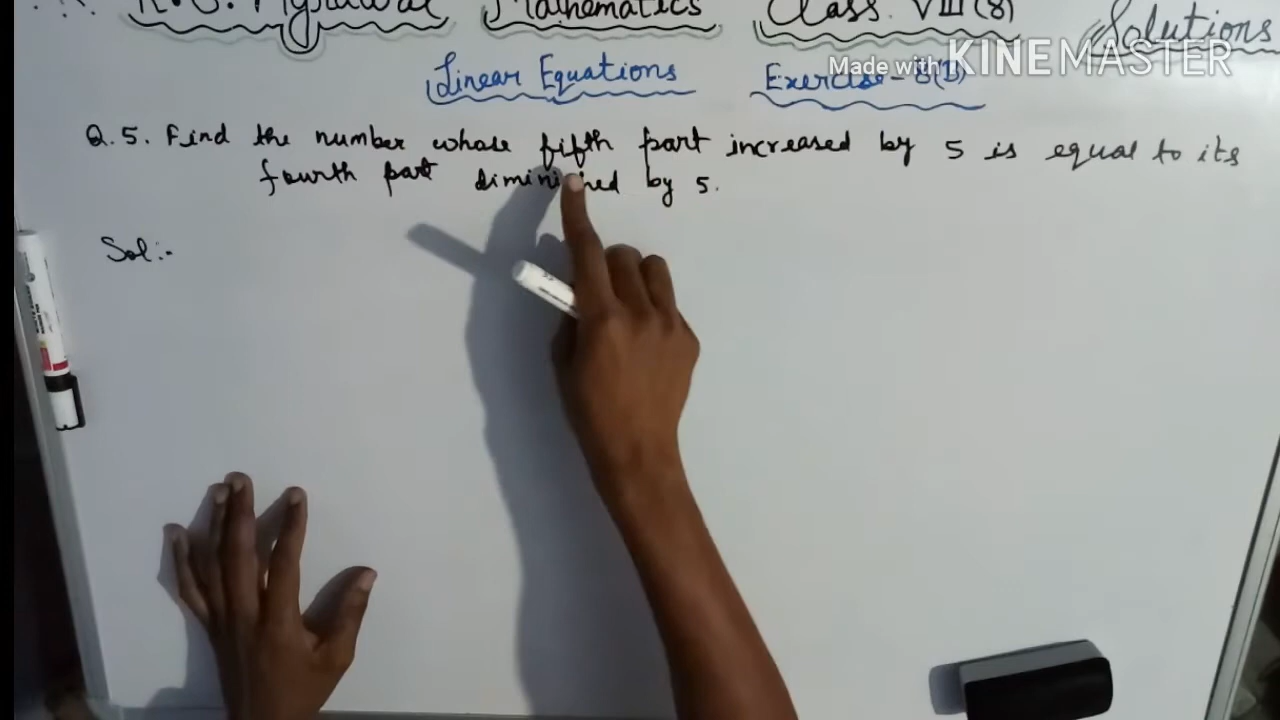 Mathematics Class VIII (8) Solutions
Made with KINEMASTER
Linear Equations Exercise - 8(B)
Q.5. Find the number whose fifth part increased by 5 is equal to its
fourth part diminished by 5.
Sol:-